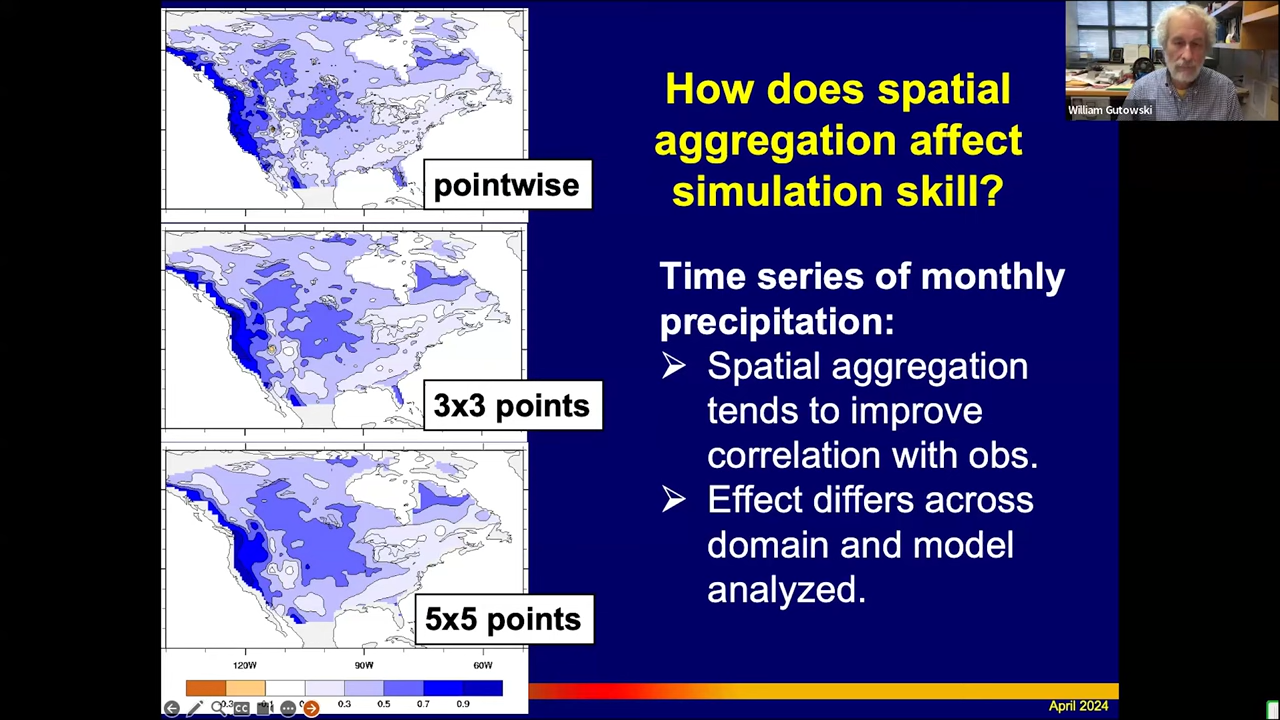 How does spatial
aggregation affect
simulation skill?
William Gutowski
pointwise
3x3 points
5x5 points
Time series of monthly
precipitation:
➢ Spatial aggregation
tends to improve
correlation with obs.
➢ Effect differs across
domain and model
analyzed.
120W 90W 60W
0.3 0.5 0.7 0.9
CC
April 2024